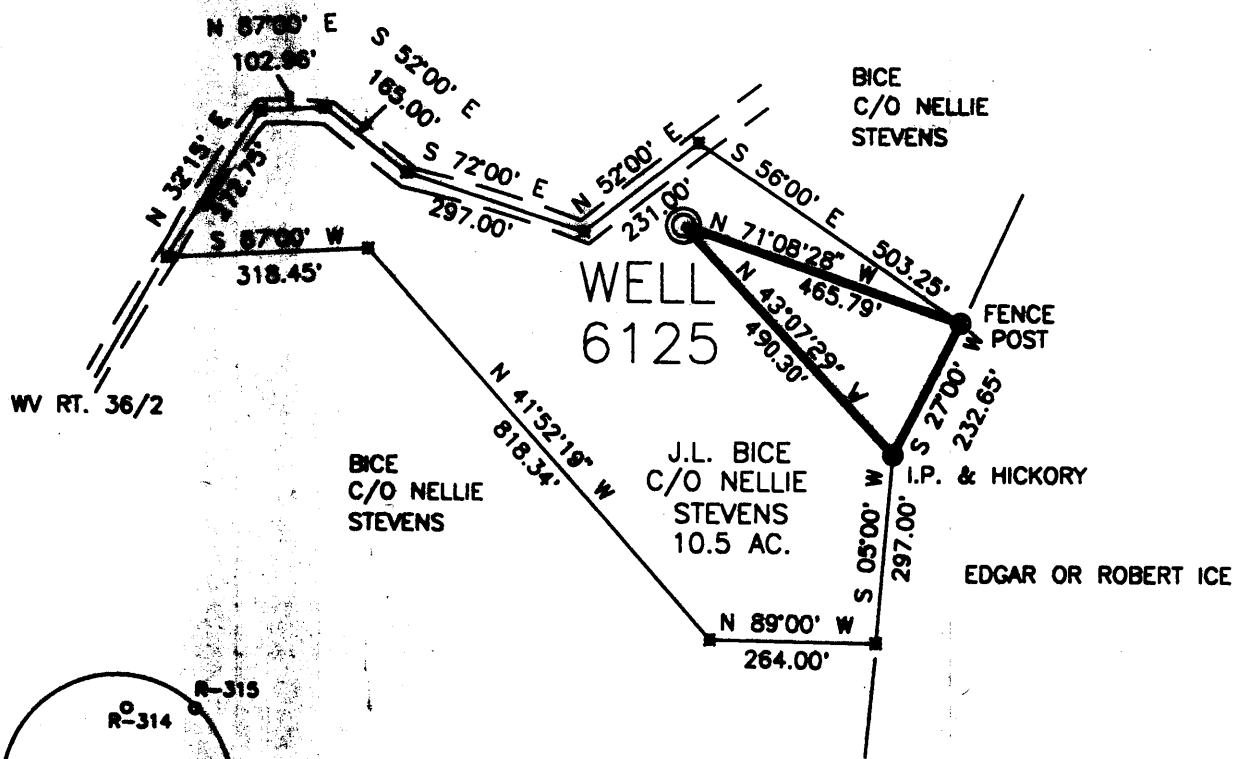 N 87°00' E
102.96'
S 52°00' E
165.00'
BICE
C/O NELLIE
STEVENS
N 32°15' E
272.75'
S 72°00' E
297.00'
N 52°00' E
231.00'
S 56°00' E
503.25'
S 87°00' W
318.45'
N 71°08'28" W
465.79'
N 43°07'29" W
490.30'
WELL
6125
FENCE
POST
S 27°00' W
232.65'
WV RT. 36/2
N 41°52'19" W
818.34'
BICE
C/O NELLIE
STEVENS
J.L. BICE
C/O NELLIE
STEVENS
10.5 AC.
I.P. & HICKORY
S 05°00' W
297.00'
EDGAR OR ROBERT ICE
N 89°00' W
264.00'
R-315
R-314